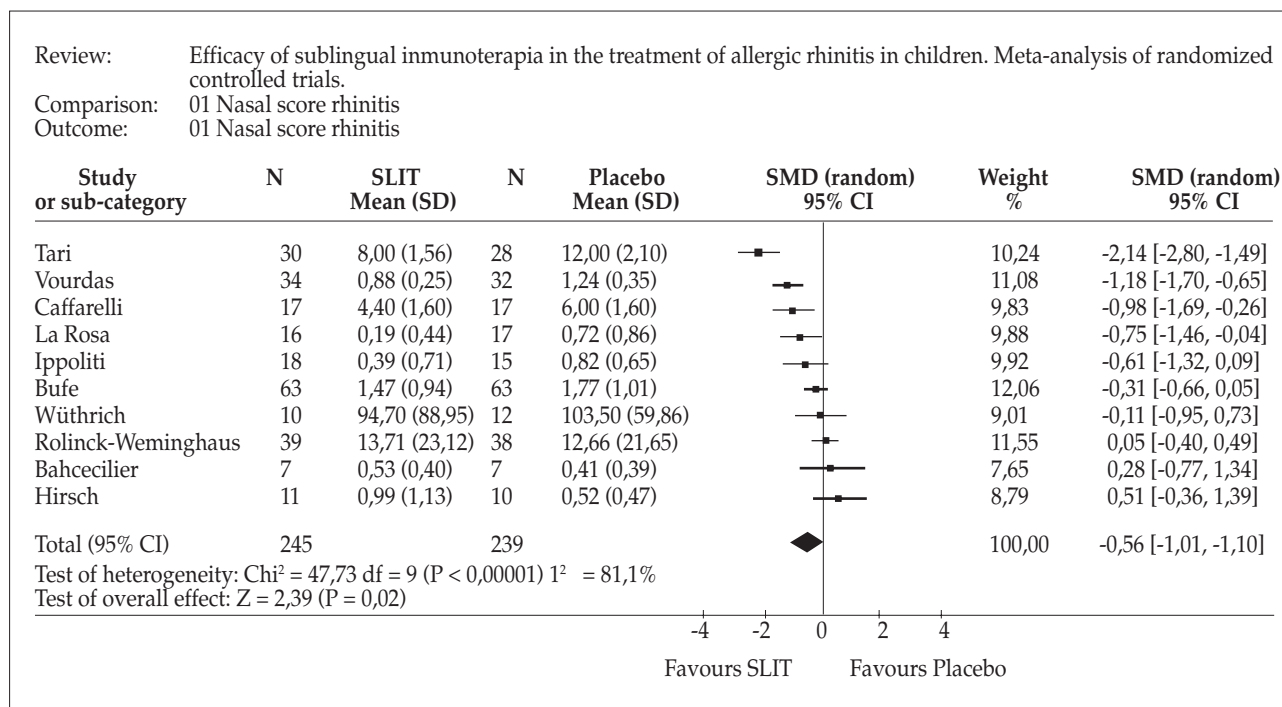 Review: Efficacy of sublingual inmunoterapia in the treatment of allergic rhinitis in children. Meta-analysis of randomized
controlled trials.
Comparison: 01 Nasal score rhinitis
Outcome: 01 Nasal score rhinitis
Study N SLIT N Placebo SMD (random) Weight SMD (random)
or sub-category Mean (SD) Mean (SD) 95% CI % 95% CI
Tari 30 8,00 (1,56) 28 12,00 (2,10) 10,24 -2,14 [-2,80, -1,49]
Vourdas 34 0,88 (0,25) 32 1,24 (0,35) 11,08 -1,18 [-1,70, -0,65]
Caffarelli 17 4,40 (1,60) 17 6,00 (1,60) 9,83 -0,98 [-1,69, -0,26]
La Rosa 16 0,19 (0,44) 17 0,72 (0,86) 9,88 -0,75 [-1,46, -0,04]
Ippoliti 18 0,39 (0,71) 15 0,82 (0,65) 9,92 -0,61 [-1,32, 0,09]
Bufe 63 1,47 (0,94) 63 1,77 (1,01) 12,06 -0,31 [-0,66, 0,05]
Wüthrich 10 94,70 (88,95) 12 103,50 (59,86) 9,01 -0,11 [-0,95, 0,73]
Rolinck-Weminghaus 39 13,71 (23,12) 38 12,66 (21,65) 11,55 0,05 [-0,40, 0,49]
Bahcecilier 7 0,53 (0,40) 7 0,41 (0,39) 7,65 0,28 [-0,77, 1,34]
Hirsch 11 0,99 (1,13) 10 0,52 (0,47) 8,79 0,51 [-0,36, 1,39]
Total (95% CI) 245 239 100,00 -0,56 [-1,01, -1,10]
Test of heterogeneity: Chi² = 47,73 df = 9 (P < 0,00001) 1² = 81,1%
Test of overall effect: Z = 2,39 (P = 0,02)
-4 -2 0 2 4
Favours SLIT Favours Placebo